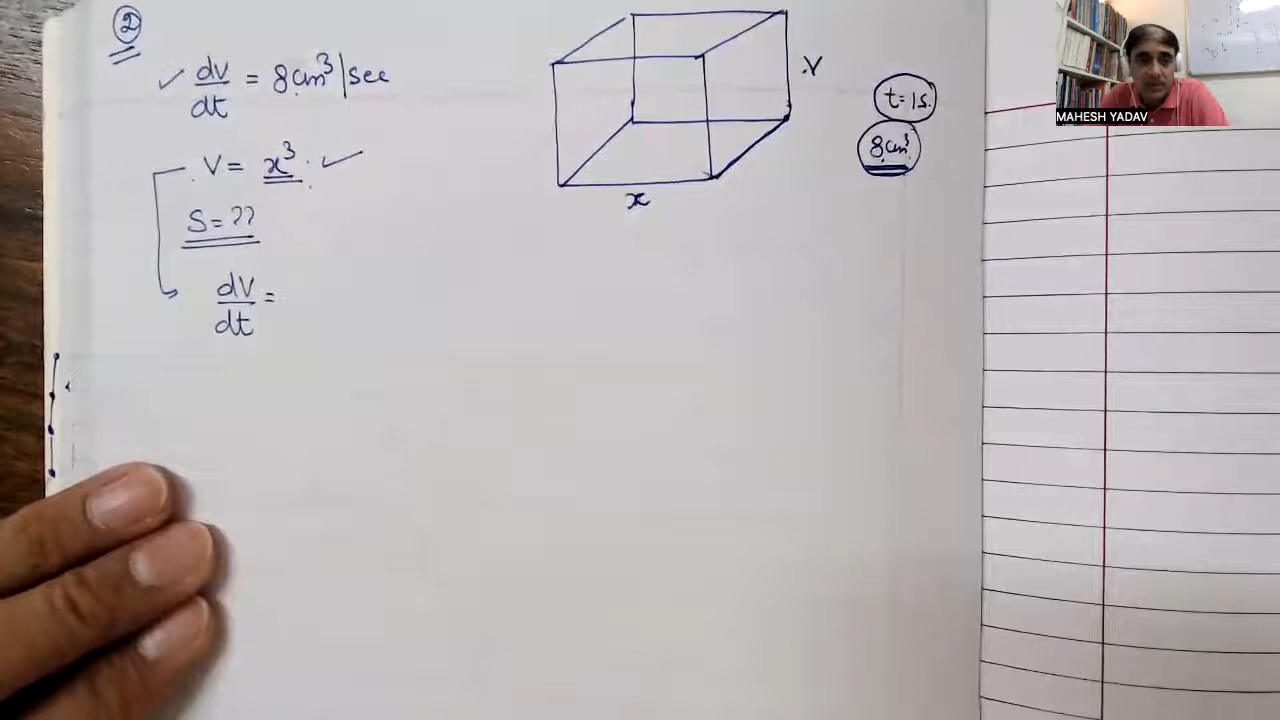 ②
✓ dv/dt = 8cm³/sec
V = x³ ✓
S = ??
dV/dt =
x
.V
t=1s.
8cm³
MAHESH YADAV